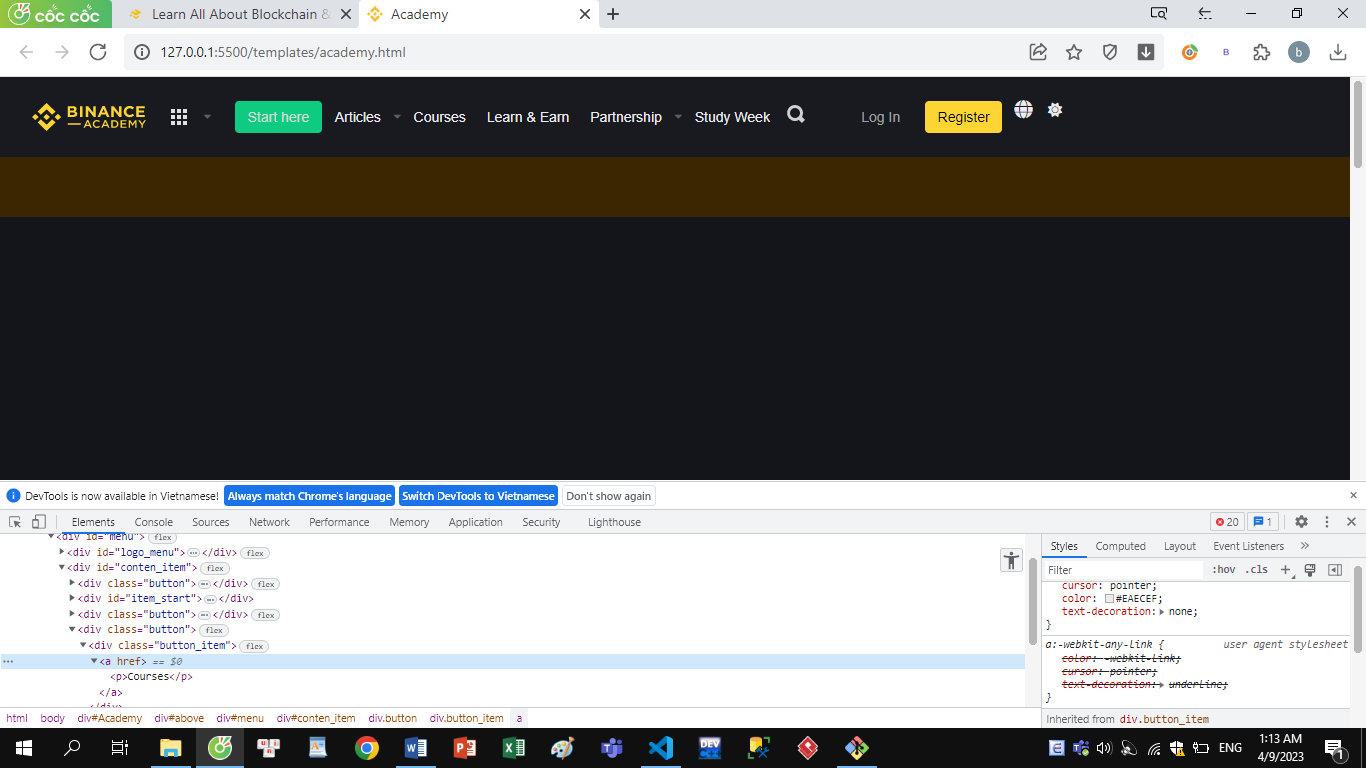 cốc cốc
Learn All About Blockchain &
Academy
127.0.0.1:5500/templates/academy.html
B
b
BINANCE
ACADEMY
Start here
Articles
Courses
Learn & Earn
Partnership
Study Week
Log In
Register
DevTools is now available in Vietnamese!
Always match Chrome's language
Switch DevTools to Vietnamese
Don't show again
Elements
Console
Sources
Network
Performance
Memory
Application
Security
Lighthouse
20
1
<div id="menu"> flex
<div id="logo_menu">…</div> flex
<div id="conten_item"> flex
<div class="button">…</div> flex
<div id="item_start">…</div>
<div class="button">…</div> flex
<div class="button"> flex
<div class="button_item"> flex
<a href> == $0
<p>Courses</p>
</a>
</div>
html body div#Academy div#above div#menu div#conten_item div.button div.button_item a
Styles
Computed
Layout
Event Listeners
Filter
:hov .cls
cursor: pointer;
color: #EAECEF;
text-decoration: none;
}
a:-webkit-any-link { user agent stylesheet
color: -webkit-link;
cursor: pointer;
text-decoration: underline;
}
Inherited from div.button_item
ENG
1:13 AM
4/9/2023
1